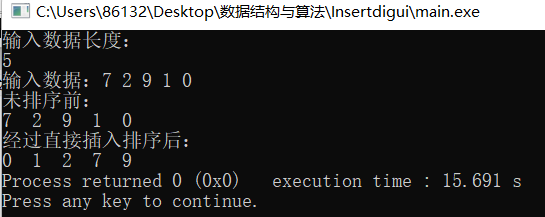 C:\Users\86132\Desktop\数据结构与算法\Insertdigui\main.exe
输入数据长度：
5
输入数据：7 2 9 1 0
未排序前：
7  2  9  1  0
经过直接插入排序后：
0  1  2  7  9
Process returned 0 (0x0)   execution time : 15.691 s
Press any key to continue.